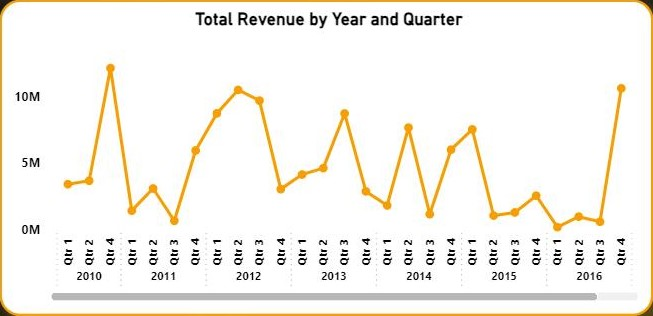 Total Revenue by Year and Quarter
10M
5M
0M
Qtr 1 Qtr 2 Qtr 4 Qtr 1 Qtr 2 Qtr 3 Qtr 4 Qtr 1 Qtr 2 Qtr 3 Qtr 4 Qtr 1 Qtr 2 Qtr 3 Qtr 4 Qtr 1 Qtr 2 Qtr 3 Qtr 4 Qtr 1 Qtr 2 Qtr 3 Qtr 4 Qtr 1 Qtr 2 Qtr 3 Qtr 4
2010 2011 2012 2013 2014 2015 2016